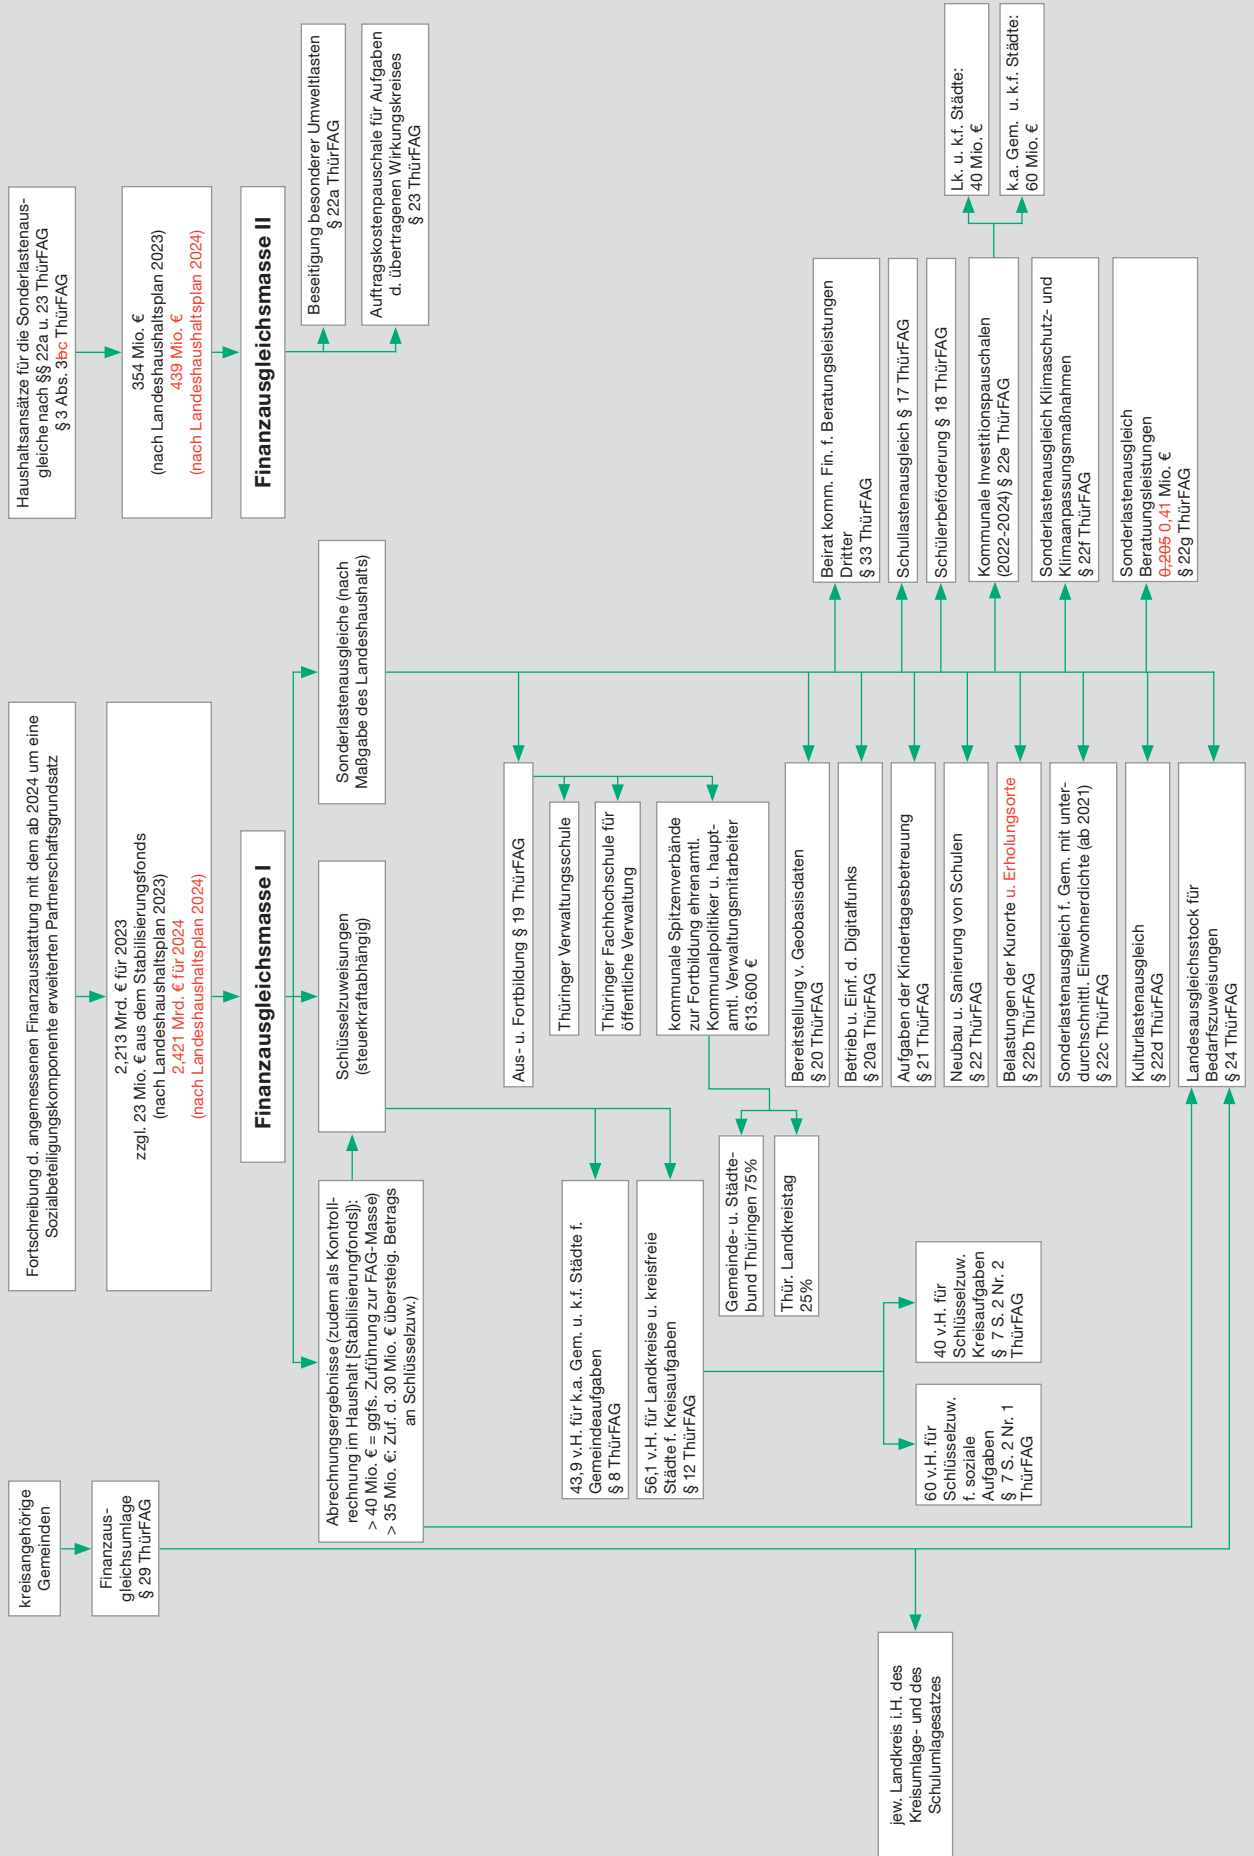 kreisangehörige
Gemeinden
Finanzaus-
gleichsumlage
§ 29 ThürFAG
Fortschreibung d. angemessenen Finanzausstattung mit dem ab 2024 um eine
Sozialbeteiligungskomponente erweiterten Partnerschaftsgrundsatz
2,213 Mrd. € für 2023
zzgl. 23 Mio. € aus dem Stabilisierungsfonds
(nach Landeshaushaltsplan 2023)
2,421 Mrd. € für 2024
(nach Landeshaushaltsplan 2024)
Finanzausgleichsmasse I
Haushaltsansätze für die Sonderlastenaus-
gleiche nach §§ 22a u. 23 ThürFAG
§ 3 Abs. 3bc ThürFAG
354 Mio. €
(nach Landeshaushaltsplan 2023)
439 Mio. €
(nach Landeshaushaltsplan 2024)
Finanzausgleichsmasse II
Beseitigung besonderer Umweltlasten
§ 22a ThürFAG
Auftragskostenpauschale für Aufgaben
d. übertragenen Wirkungskreises
§ 23 ThürFAG
Abrechnungsergebnisse (zudem als Kontroll-
rechnung im Haushalt [Stabilisierungfonds]):
> 40 Mio. € = ggfs. Zuführung zur FAG-Masse)
> 35 Mio. €: Zuf. d. 30 Mio. € übersteig. Betrags
an Schlüsselzuw.)
Schlüsselzuweisungen
(steuerkraftabhängig)
Sonderlastenausgleiche (nach
Maßgabe des Landeshaushalts)
43,9 v.H. für k.a. Gem. u. k.f. Städte f.
Gemeindeaufgaben
§ 8 ThürFAG
56,1 v.H. für Landkreise u. kreisfreie
Städte f. Kreisaufgaben
§ 12 ThürFAG
60 v.H. für
Schlüsselzuw.
f. soziale
Aufgaben
§ 7 S. 2 Nr. 1
ThürFAG
40 v.H. für
Schlüsselzuw.
Kreisaufgaben
§ 7 S. 2 Nr. 2
ThürFAG
Aus- u. Fortbildung § 19 ThürFAG
Thüringer Verwaltungsschule
Thüringer Fachhochschule für
öffentliche Verwaltung
kommunale Spitzenverbände
zur Fortbildung ehrenamtl.
Kommunalpolitiker u. haupt-
amtl. Verwaltungsmitarbeiter
613.600 €
Gemeinde- u. Städte-
bund Thüringen 75%
Thür. Landkreistag
25%
Bereitstellung v. Geobasisdaten
§ 20 ThürFAG
Betrieb u. Einf. d. Digitalfunks
§ 20a ThürFAG
Aufgaben der Kindertagesbetreuung
§ 21 ThürFAG
Neubau u. Sanierung von Schulen
§ 22 ThürFAG
Belastungen der Kurorte u. Erholungsorte
§ 22b ThürFAG
Sonderlastenausgleich f. Gem. mit unter-
durchschnittl. Einwohnerdichte (ab 2021)
§ 22c ThürFAG
Kulturlastenausgleich
§ 22d ThürFAG
Landesausgleichsstock für
Bedarfszuweisungen
§ 24 ThürFAG
Beirat komm. Fin. f. Beratungsleistungen
Dritter
§ 33 ThürFAG
Schullastenausgleich § 17 ThürFAG
Schülerbeförderung § 18 ThürFAG
Kommunale Investitionspauschalen
(2022-2024) § 22e ThürFAG
Sonderlastenausgleich Klimaschutz- und
Klimaanpassungsmaßnahmen
§ 22f ThürFAG
Sonderlastenausgleich
Beratuungsleistungen
0,205 0,41 Mio. €
§ 22g ThürFAG
Lk. u. k.f. Städte:
40 Mio. €
k.a. Gem. u. k.f. Städte:
60 Mio. €
jew. Landkreis i.H. des
Kreisumlage- und des
Schulumlagesatzes